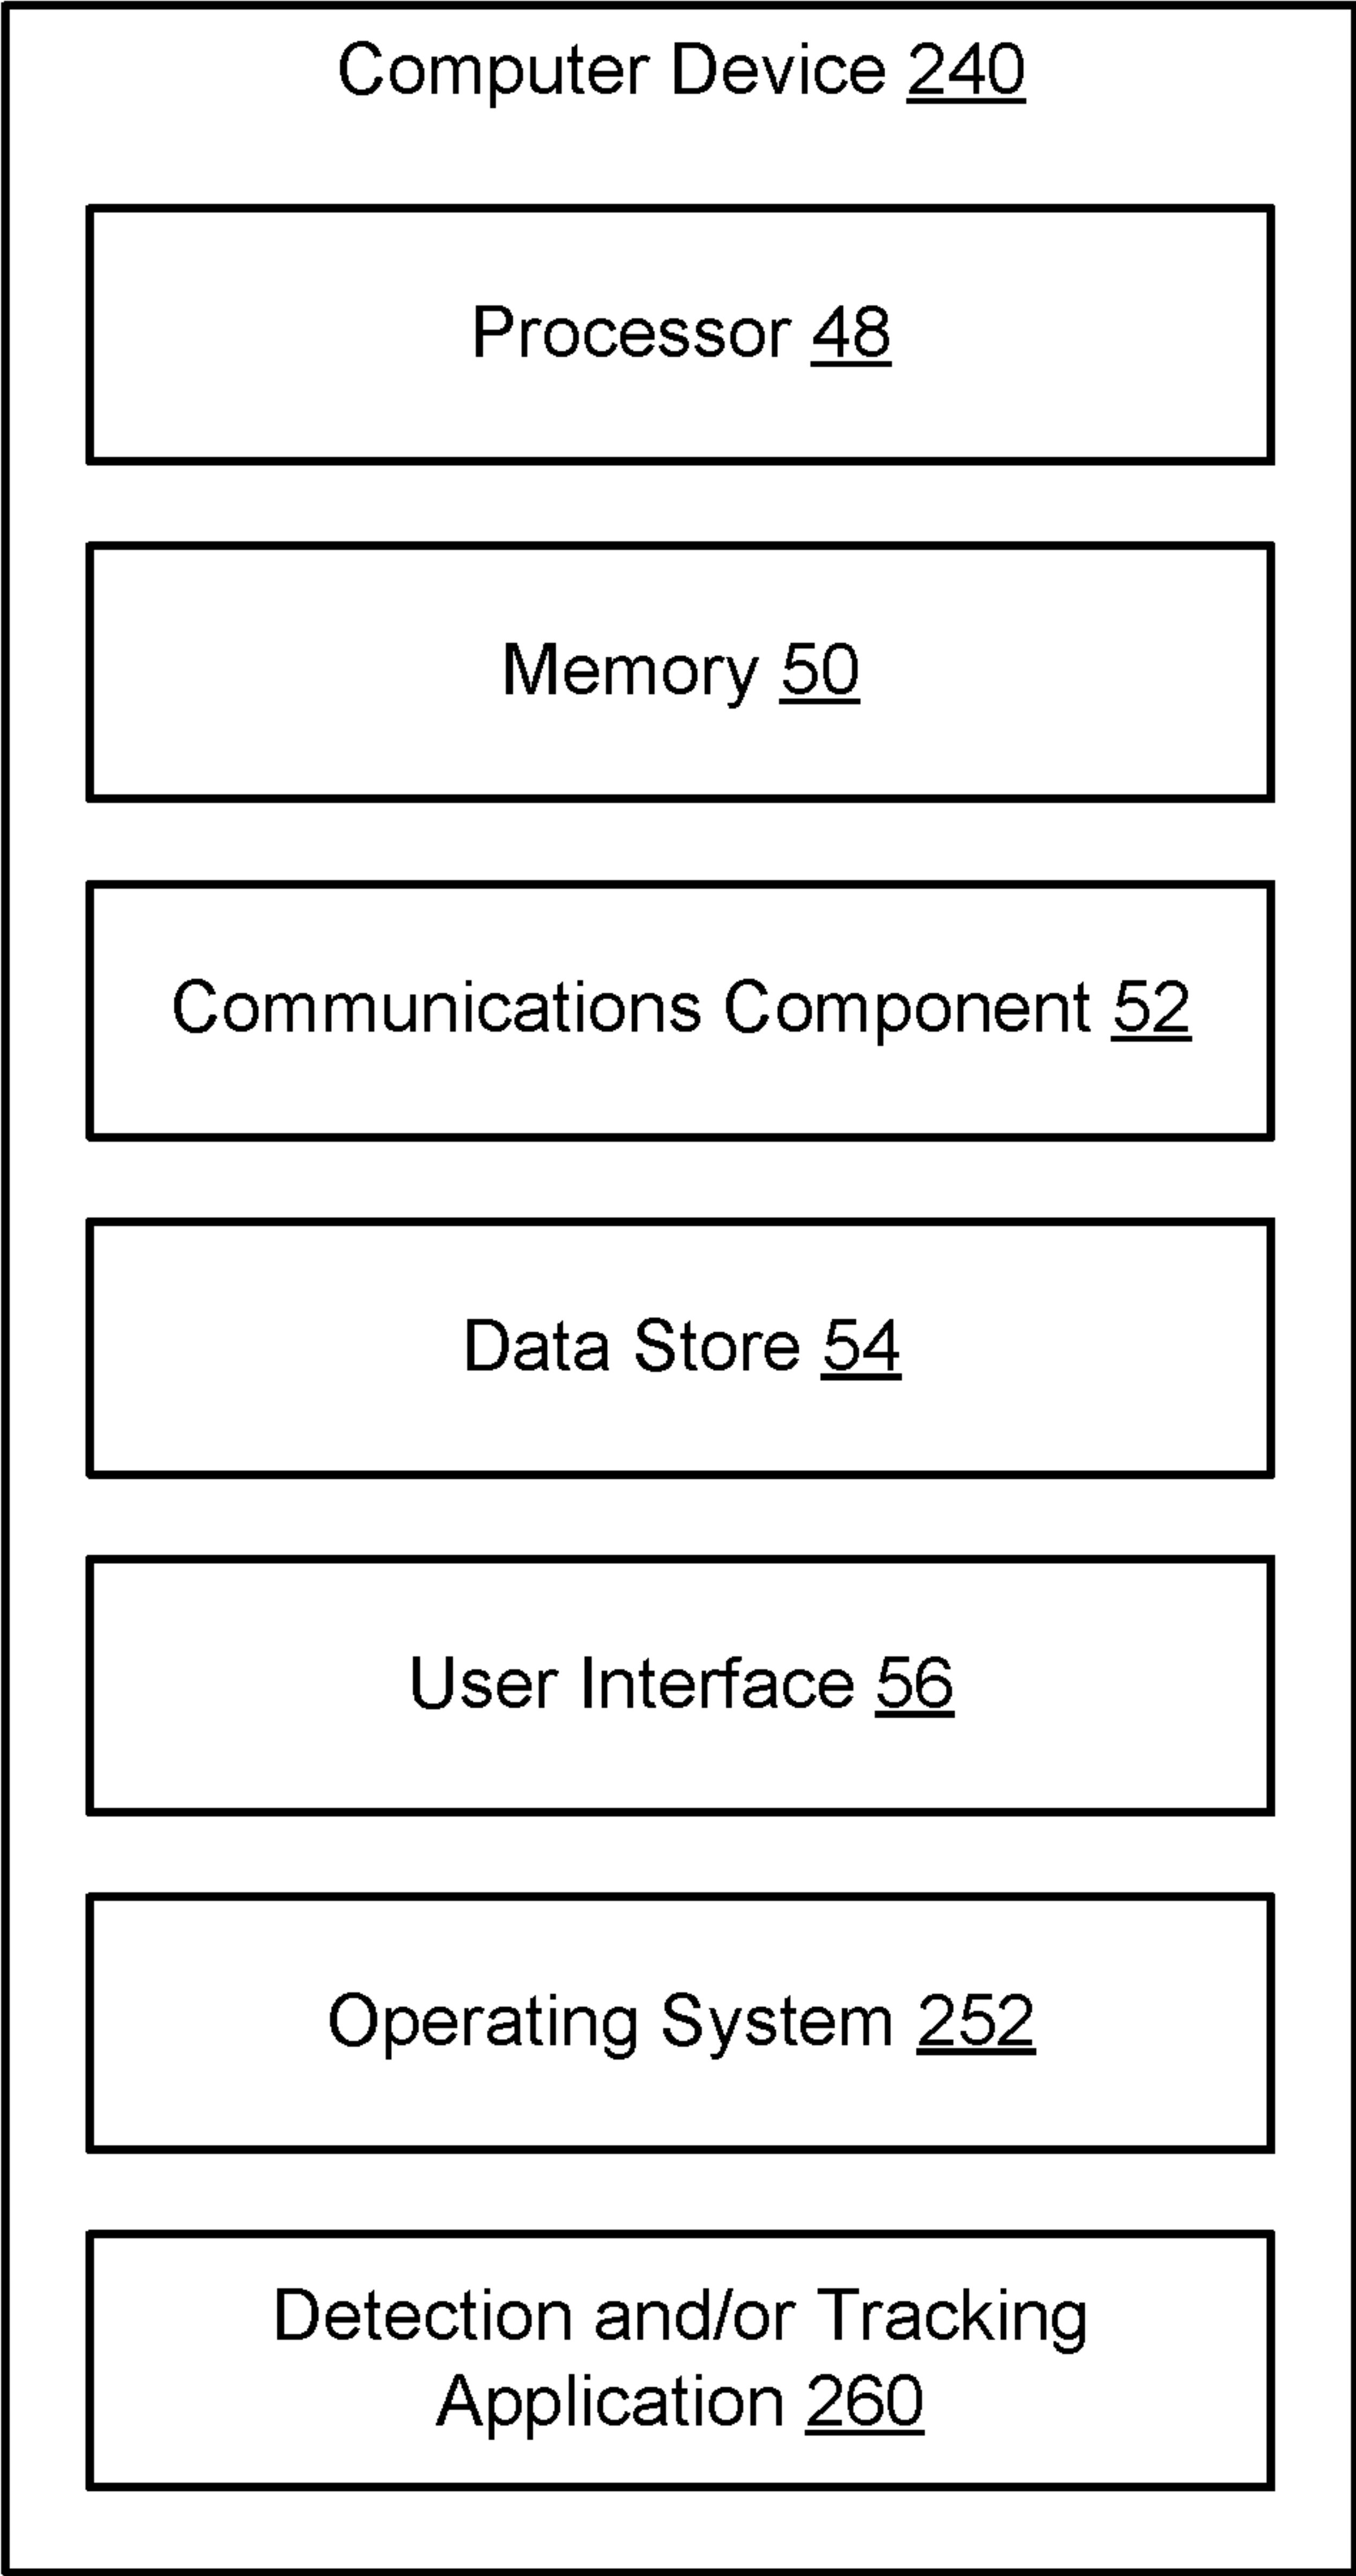 Computer Device 240
Processor 48
Memory 50
Communications Component 52
Data Store 54
User Interface 56
Operating System 252
Detection and/or Tracking
Application 260